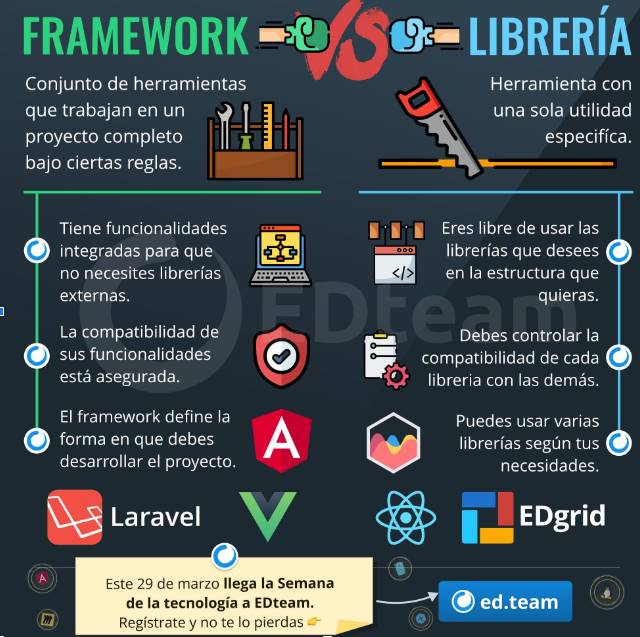 FRAMEWORK
VS
LIBRERÍA
Conjunto de herramientas
que trabajan en un
proyecto completo
bajo ciertas reglas.
Herramienta con
una sola utilidad
especifíca.
Tiene funcionalidades
integradas para que
no necesites librerías
externas.
Eres libre de usar las
librerías que desees
en la estructura que
quieras.
</>
EDteam
La compatibilidad de
sus funcionalidades
está asegurada.
Debes controlar la
compatibilidad de cada
libreria con las demás.
El framework define la
forma en que debes
desarrollar el proyecto.
A
Puedes usar varias
librerías según tus
necesidades.
Laravel
EDgrid
Este 29 de marzo llega la Semana
de la tecnología a EDteam.
Regístrate y no te lo pierdas 👉
ed.team